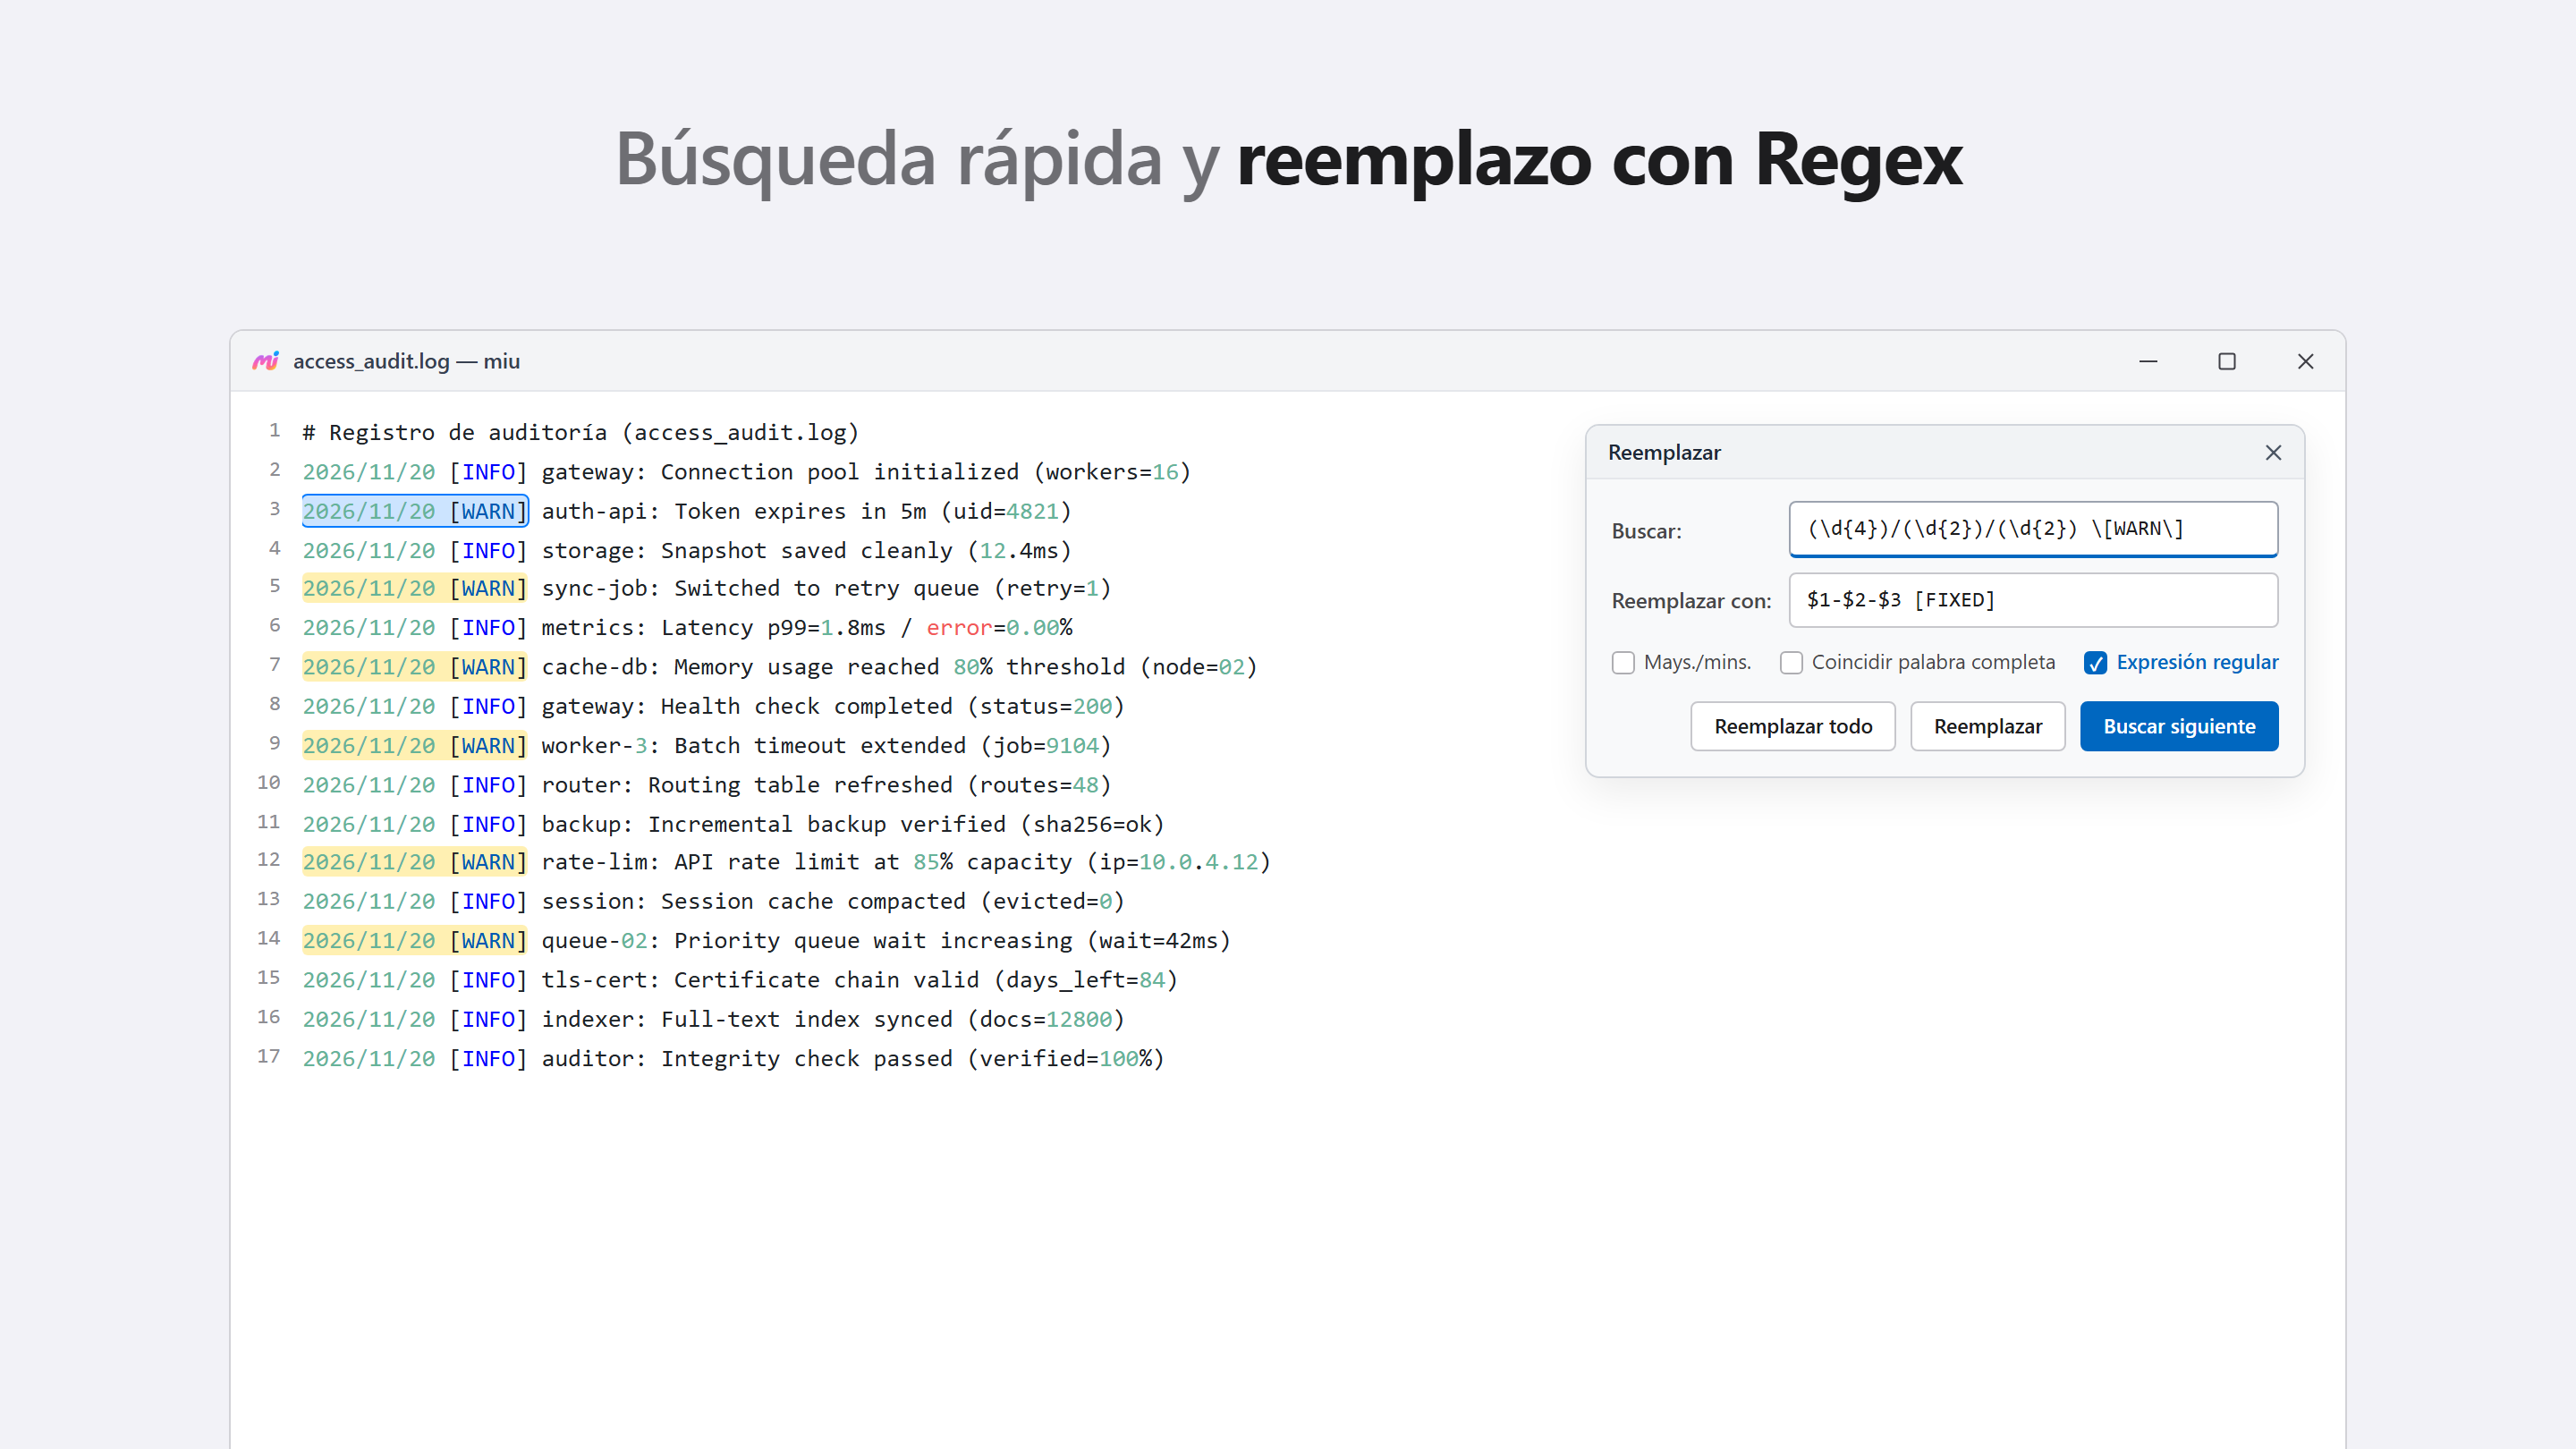 Búsqueda rápida y reemplazo con Regex
access_audit.log — miu
1 # Registro de auditoría (access_audit.log)
2 2026/11/20 [INFO] gateway: Connection pool initialized (workers=16)
3 2026/11/20 [WARN] auth-api: Token expires in 5m (uid=4821)
4 2026/11/20 [INFO] storage: Snapshot saved cleanly (12.4ms)
5 2026/11/20 [WARN] sync-job: Switched to retry queue (retry=1)
6 2026/11/20 [INFO] metrics: Latency p99=1.8ms / error=0.00%
7 2026/11/20 [WARN] cache-db: Memory usage reached 80% threshold (node=02)
8 2026/11/20 [INFO] gateway: Health check completed (status=200)
9 2026/11/20 [WARN] worker-3: Batch timeout extended (job=9104)
10 2026/11/20 [INFO] router: Routing table refreshed (routes=48)
11 2026/11/20 [INFO] backup: Incremental backup verified (sha256=ok)
12 2026/11/20 [WARN] rate-lim: API rate limit at 85% capacity (ip=10.0.4.12)
13 2026/11/20 [INFO] session: Session cache compacted (evicted=0)
14 2026/11/20 [WARN] queue-02: Priority queue wait increasing (wait=42ms)
15 2026/11/20 [INFO] tls-cert: Certificate chain valid (days_left=84)
16 2026/11/20 [INFO] indexer: Full-text index synced (docs=12800)
17 2026/11/20 [INFO] auditor: Integrity check passed (verified=100%)
Reemplazar
Buscar: (\d{4})/(\d{2})/(\d{2}) \[WARN\]
Reemplazar con: $1-$2-$3 [FIXED]
Mays./mins. Coincidir palabra completa Expresión regular
Reemplazar todo Reemplazar Buscar siguiente